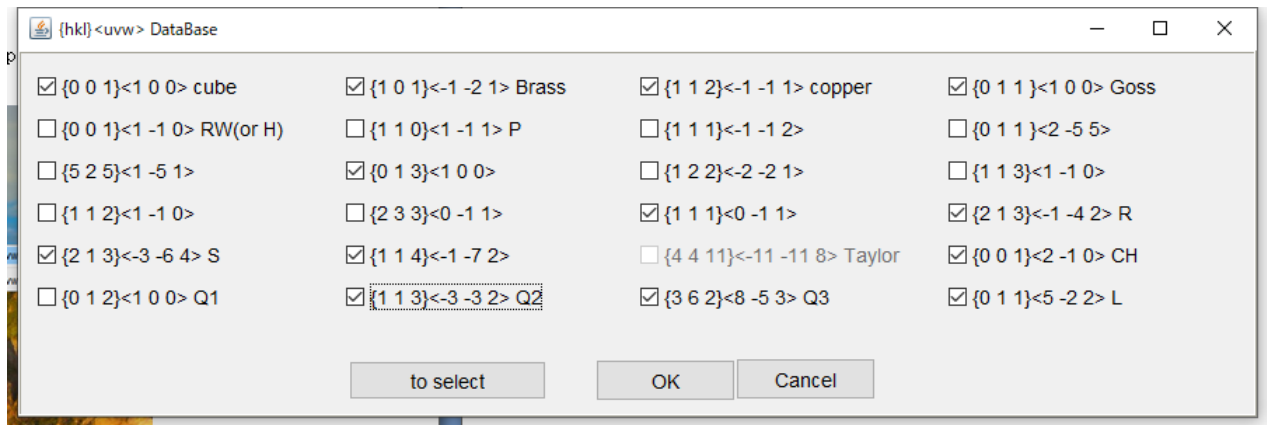 {hkl}<uvw> DataBase
p
{0 0 1}<1 0 0> cube {1 0 1}<-1 -2 1> Brass {1 1 2}<-1 -1 1> copper {0 1 1 }<1 0 0> Goss
{0 0 1}<1 -1 0> RW(or H) {1 1 0}<1 -1 1> P {1 1 1}<-1 -1 2> {0 1 1 }<2 -5 5>
{5 2 5}<1 -5 1> {0 1 3}<1 0 0> {1 2 2}<-2 -2 1> {1 1 3}<1 -1 0>
{1 1 2}<1 -1 0> {2 3 3}<0 -1 1> {1 1 1}<0 -1 1> {2 1 3}<-1 -4 2> R
{2 1 3}<-3 -6 4> S {1 1 4}<-1 -7 2> {4 4 11}<-11 -11 8> Taylor {0 0 1}<2 -1 0> CH
{0 1 2}<1 0 0> Q1 {1 1 3}<-3 -3 2> Q2 {3 6 2}<8 -5 3> Q3 {0 1 1}<5 -2 2> L
to select OK Cancel